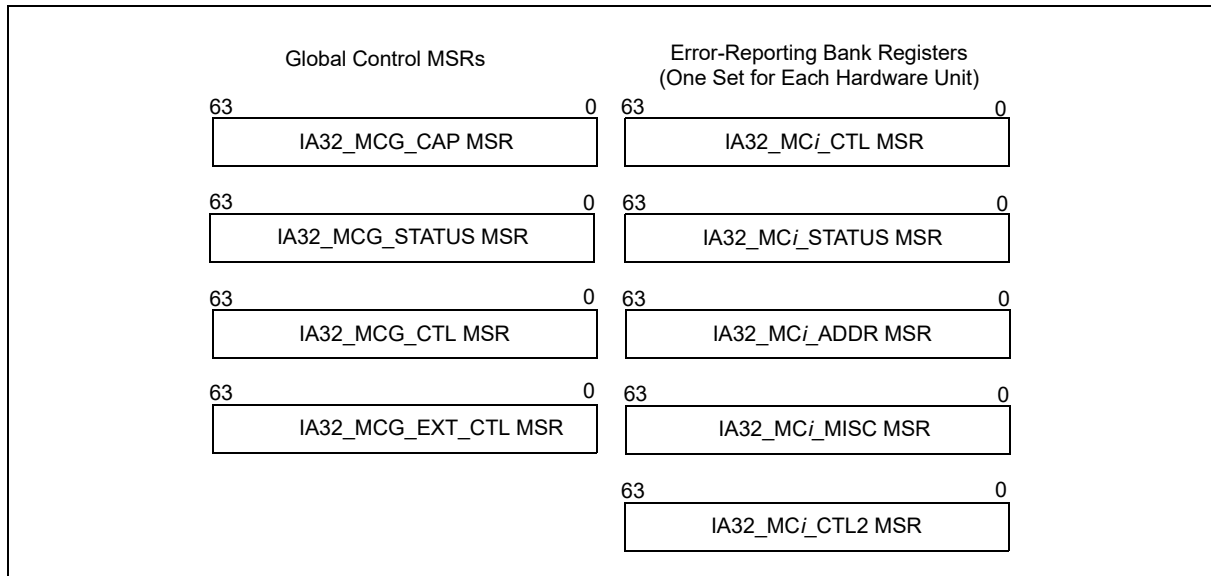 Global Control MSRs
63 0
IA32_MCG_CAP MSR
63 0
IA32_MCG_STATUS MSR
63 0
IA32_MCG_CTL MSR
63 0
IA32_MCG_EXT_CTL MSR
Error-Reporting Bank Registers
(One Set for Each Hardware Unit)
63 0
IA32_MCi_CTL MSR
63 0
IA32_MCi_STATUS MSR
63 0
IA32_MCi_ADDR MSR
63 0
IA32_MCi_MISC MSR
63 0
IA32_MCi_CTL2 MSR